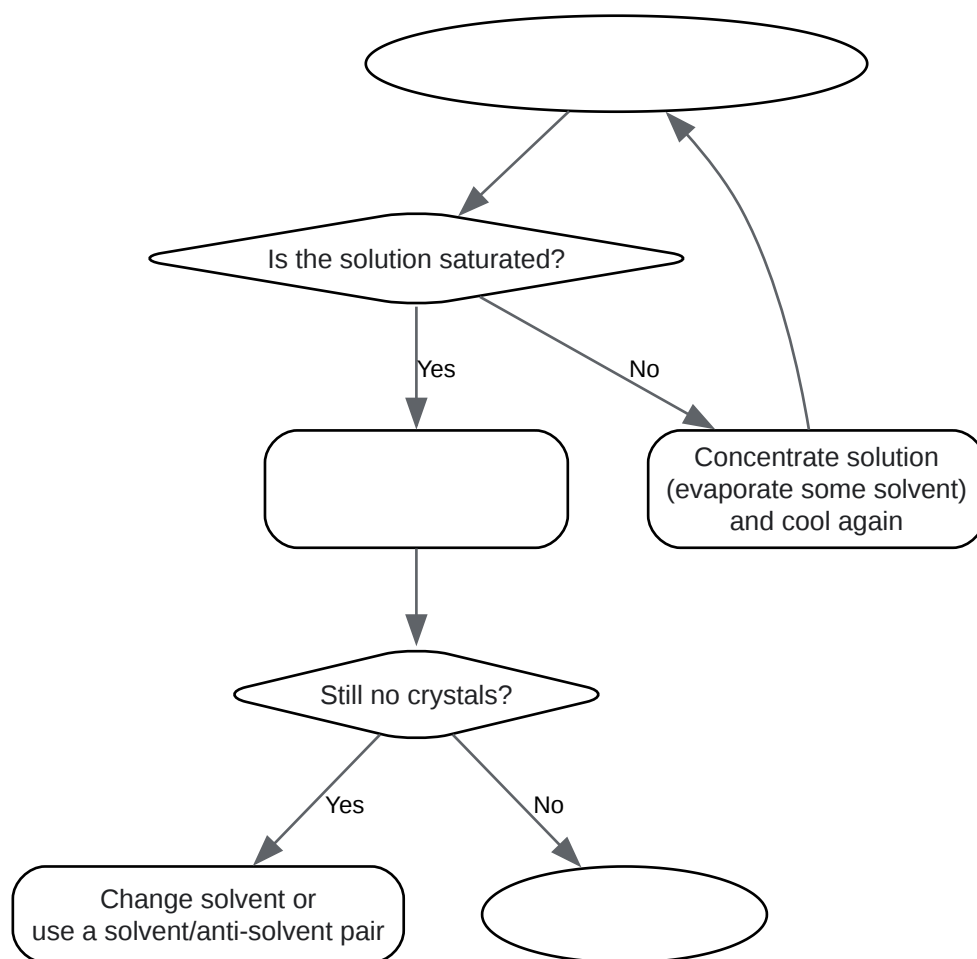 Is the solution saturated?
Yes
No
Concentrate solution
(evaporate some solvent)
and cool again
Still no crystals?
Yes
No
Change solvent or
use a solvent/anti-solvent pair